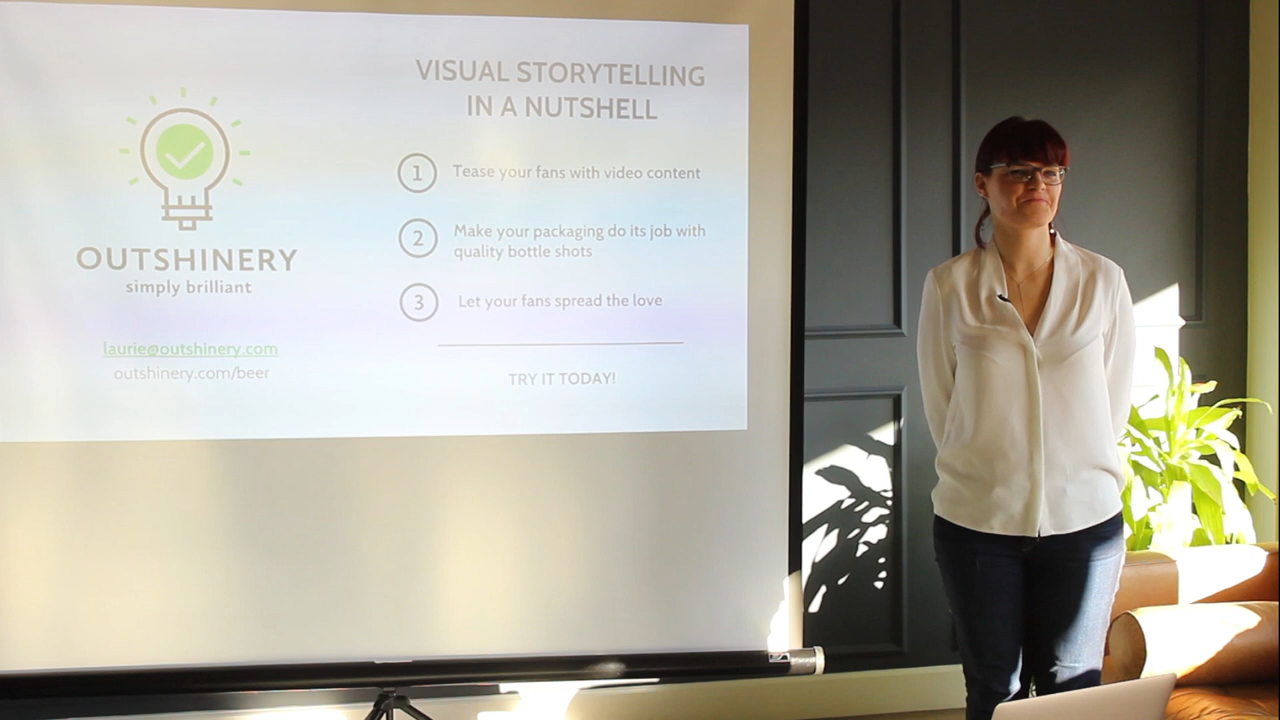 OUTSHINERY
simply brilliant
laurie@outshinery.com
outshinery.com/beer
VISUAL STORYTELLING
IN A NUTSHELL
1 Tease your fans with video content
2 Make your packaging do its job with
quality bottle shots
3 Let your fans spread the love
TRY IT TODAY!